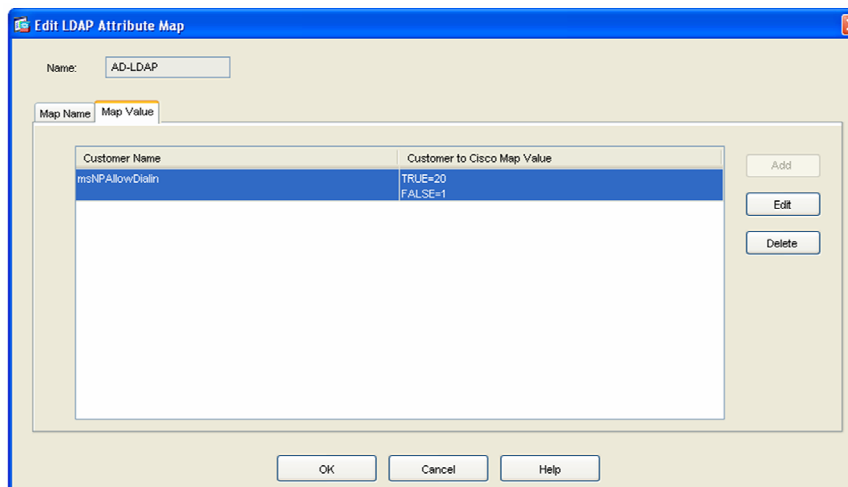 Edit LDAP Attribute Map
Name: AD-LDAP
Map Name Map Value
Customer Name Customer to Cisco Map Value
msNPAllowDialin TRUE=20
FALSE=1
Add
Edit
Delete
OK Cancel Help